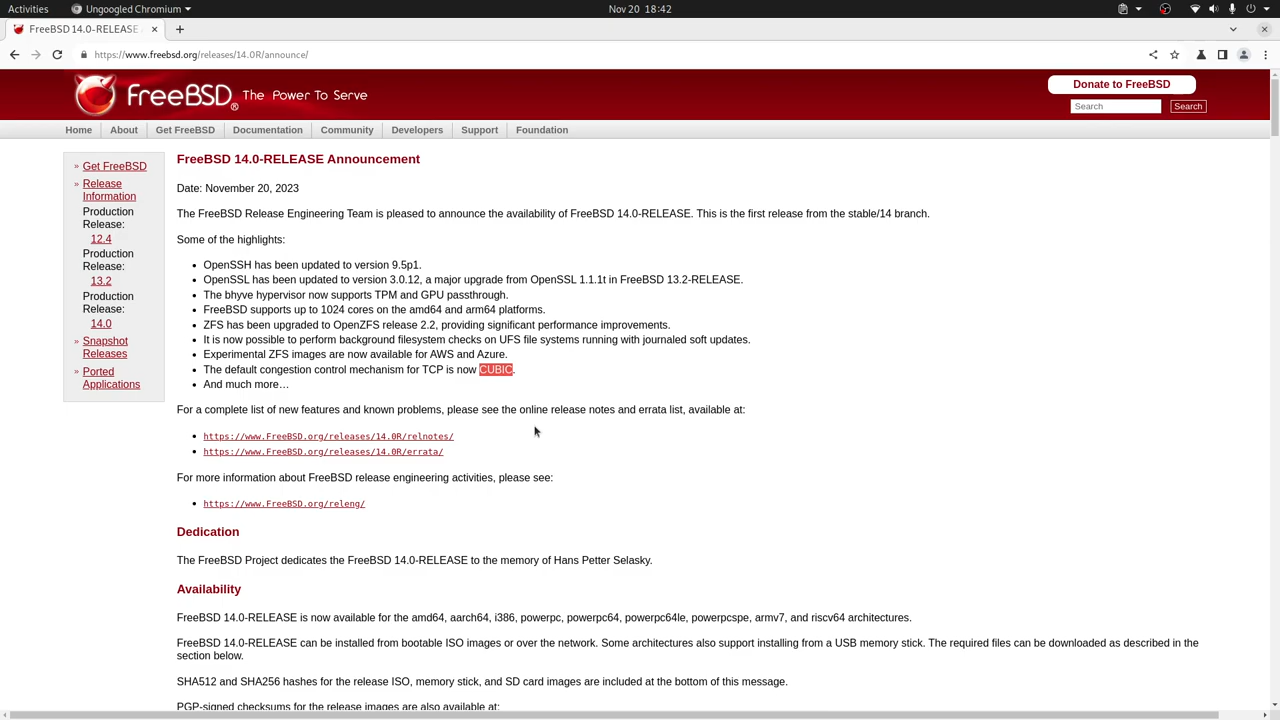 Activities
Ungoogled Chromium
Nov 20 18:42
FreeBSD 14.0-RELEASE
https://www.freebsd.org/releases/14.0R/announce/
FreeBSD® The Power To Serve
Donate to FreeBSD
Search
Search
Home
About
Get FreeBSD
Documentation
Community
Developers
Support
Foundation
» Get FreeBSD
» Release
Information
Production
Release:
12.4
Production
Release:
13.2
Production
Release:
14.0
» Snapshot
Releases
» Ported
Applications
FreeBSD 14.0-RELEASE Announcement
Date: November 20, 2023
The FreeBSD Release Engineering Team is pleased to announce the availability of FreeBSD 14.0-RELEASE. This is the first release from the stable/14 branch.
Some of the highlights:
• OpenSSH has been updated to version 9.5p1.
• OpenSSL has been updated to version 3.0.12, a major upgrade from OpenSSL 1.1.1t in FreeBSD 13.2-RELEASE.
• The bhyve hypervisor now supports TPM and GPU passthrough.
• FreeBSD supports up to 1024 cores on the amd64 and arm64 platforms.
• ZFS has been upgraded to OpenZFS release 2.2, providing significant performance improvements.
• It is now possible to perform background filesystem checks on UFS file systems running with journaled soft updates.
• Experimental ZFS images are now available for AWS and Azure.
• The default congestion control mechanism for TCP is now CUBIC.
• And much more…
For a complete list of new features and known problems, please see the online release notes and errata list, available at:
• https://www.FreeBSD.org/releases/14.0R/relnotes/
• https://www.FreeBSD.org/releases/14.0R/errata/
For more information about FreeBSD release engineering activities, please see:
• https://www.FreeBSD.org/releng/
Dedication
The FreeBSD Project dedicates the FreeBSD 14.0-RELEASE to the memory of Hans Petter Selasky.
Availability
FreeBSD 14.0-RELEASE is now available for the amd64, aarch64, i386, powerpc, powerpc64, powerpc64le, powerpcspe, armv7, and riscv64 architectures.
FreeBSD 14.0-RELEASE can be installed from bootable ISO images or over the network. Some architectures also support installing from a USB memory stick. The required files can be downloaded as described in the
section below.
SHA512 and SHA256 hashes for the release ISO, memory stick, and SD card images are included at the bottom of this message.
PGP-signed checksums for the release images are also available at: